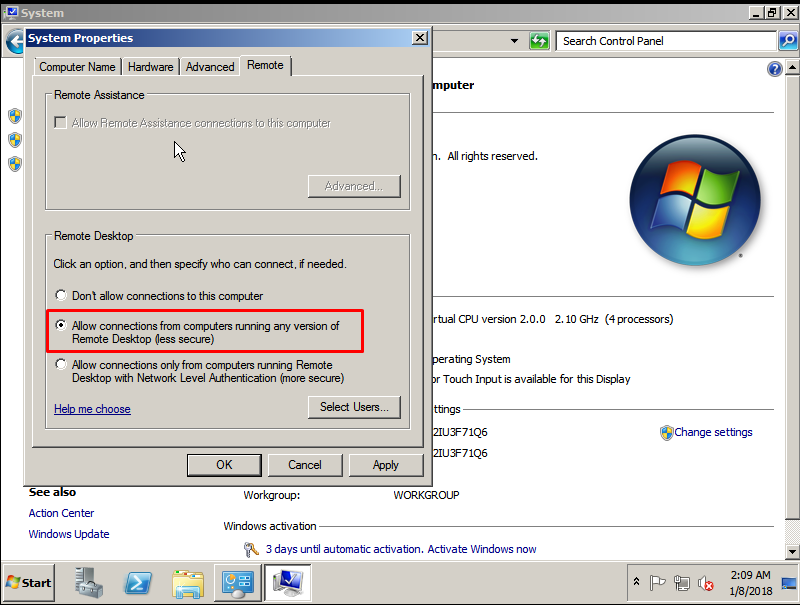 System
System Properties
Search Control Panel
Computer Name
Hardware
Advanced
Remote
Remote Assistance
Allow Remote Assistance connections to this computer
Advanced...
Remote Desktop
Click an option, and then specify who can connect, if needed.
Don't allow connections to this computer
Allow connections from computers running any version of
Remote Desktop (less secure)
Allow connections only from computers running Remote
Desktop with Network Level Authentication (more secure)
Help me choose
Select Users...
OK
Cancel
Apply
omputer
n. All rights reserved.
rtual CPU version 2.0.0 2.10 GHz (4 processors)
perating System
or Touch Input is available for this Display
ttings
2IU3F71Q6
Change settings
2IU3F71Q6
See also
Action Center
Windows Update
Workgroup:
WORKGROUP
Windows activation
3 days until automatic activation. Activate Windows now
Start
2:09 AM
1/8/2018